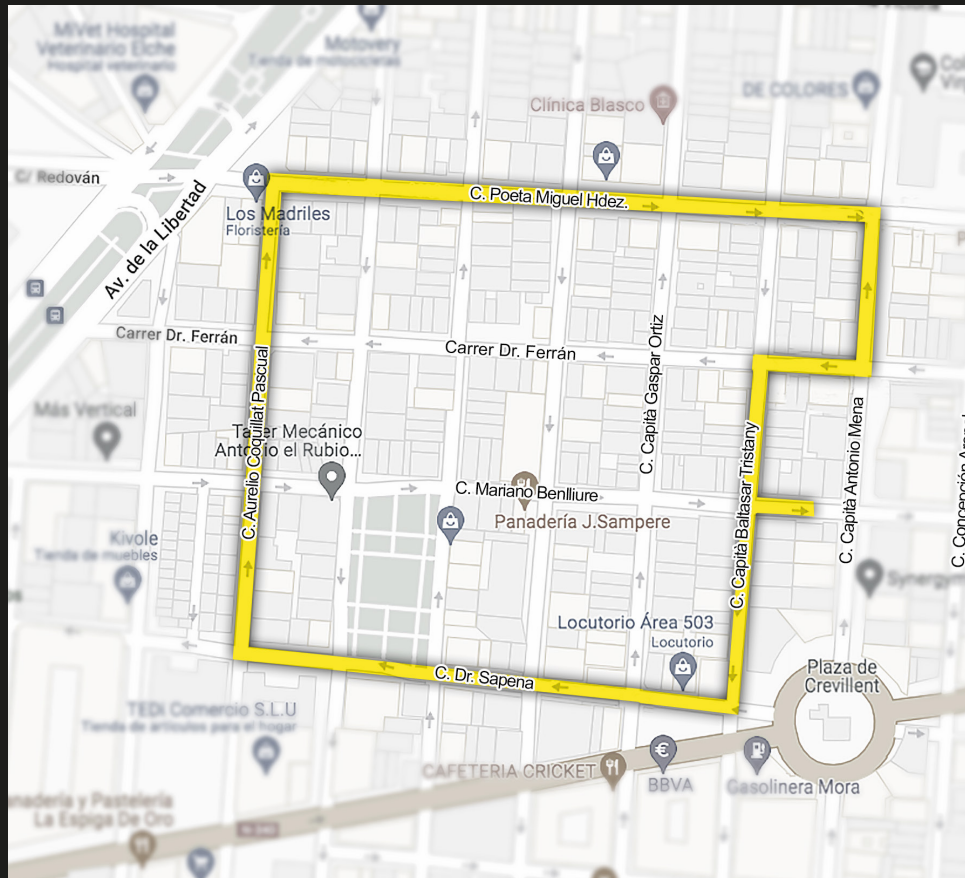 MiVet Hospital
Veterinario Elche
Hospital veterinario
Motovery
Tienda de motocicletas
Clínica Blasco
DE COLORES
C/ Redován
Av. de la Libertad
Los Madriles
Floristería
C. Poeta Miguel Hdez.
Carrer Dr. Ferrán
Carrer Dr. Ferrán
C. Capità Gaspar Ortiz
C. Aurelio Coquillat Pascual
Más Vertical
Taller Mecánico
Antonio el Rubio...
C. Mariano Benlliure
Panadería J.Sampere
C. Capità Baltasar Tristany
C. Capità Antonio Mena
C. Concepción
Kivole
Tienda de muebles
Locutorio Área 503
Locutorio
Plaza de
Crevillent
C. Dr. Sapena
TEDi Comercio S.L.U
Tienda de artículos para el hogar
CAFETERIA CRICKET
BBVA
Gasolinera Mora
La Espiga De Oro
N-340